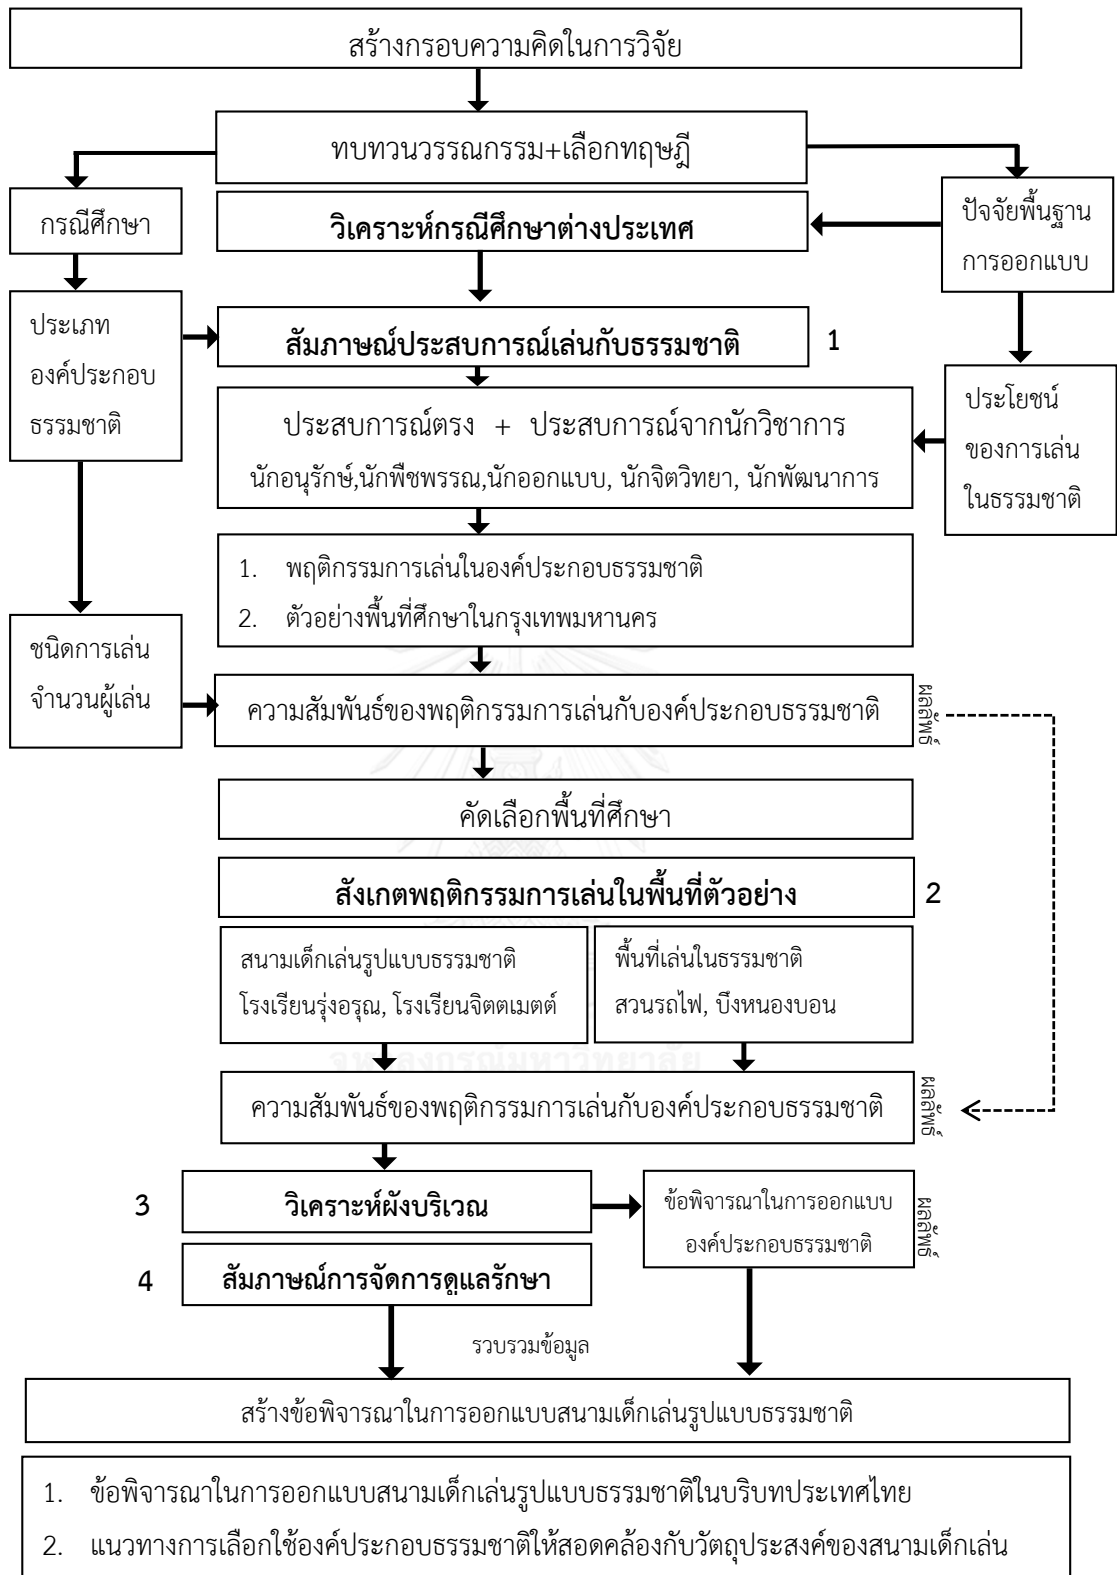 สร้างกรอบความคิดในการวิจัย
ทบทวนวรรณกรรม+เลือกทฤษฎี
กรณีศึกษา
วิเคราะห์กรณีศึกษาต่างประเทศ
ปัจจัยพื้นฐาน
การออกแบบ
ประเภท
องค์ประกอบ
ธรรมชาติ
สัมภาษณ์ประสบการณ์เล่นกับธรรมชาติ
1
ประโยชน์
ของการเล่น
ในธรรมชาติ
ประสบการณ์ตรง + ประสบการณ์จากนักวิชาการ
นักอนุรักษ์,นักพืชพรรณ,นักออกแบบ, นักจิตวิทยา, นักพัฒนาการ
1. พฤติกรรมการเล่นในองค์ประกอบธรรมชาติ
2. ตัวอย่างพื้นที่ศึกษาในกรุงเทพมหานคร
ชนิดการเล่น
จำนวนผู้เล่น
ความสัมพันธ์ของพฤติกรรมการเล่นกับองค์ประกอบธรรมชาติ
ผลลัพธ์
คัดเลือกพื้นที่ศึกษา
สังเกตพฤติกรรมการเล่นในพื้นที่ตัวอย่าง
2
สนามเด็กเล่นรูปแบบธรรมชาติ
โรงเรียนรุ่งอรุณ, โรงเรียนจิตตเมตต์
พื้นที่เล่นในธรรมชาติ
สวนรถไฟ, บึงหนองบอน
จุฬาลงกรณ์มหาวิทยาลัย
ความสัมพันธ์ของพฤติกรรมการเล่นกับองค์ประกอบธรรมชาติ
ผลลัพธ์
3
วิเคราะห์ผังบริเวณ
ข้อพิจารณาในการออกแบบ
องค์ประกอบธรรมชาติ
ผลลัพธ์
4
สัมภาษณ์การจัดการดูแลรักษา
รวบรวมข้อมูล
สร้างข้อพิจารณาในการออกแบบสนามเด็กเล่นรูปแบบธรรมชาติ
1. ข้อพิจารณาในการออกแบบสนามเด็กเล่นรูปแบบธรรมชาติในบริบทประเทศไทย
2. แนวทางการเลือกใช้องค์ประกอบธรรมชาติให้สอดคล้องกับวัตถุประสงค์ของสนามเด็กเล่น